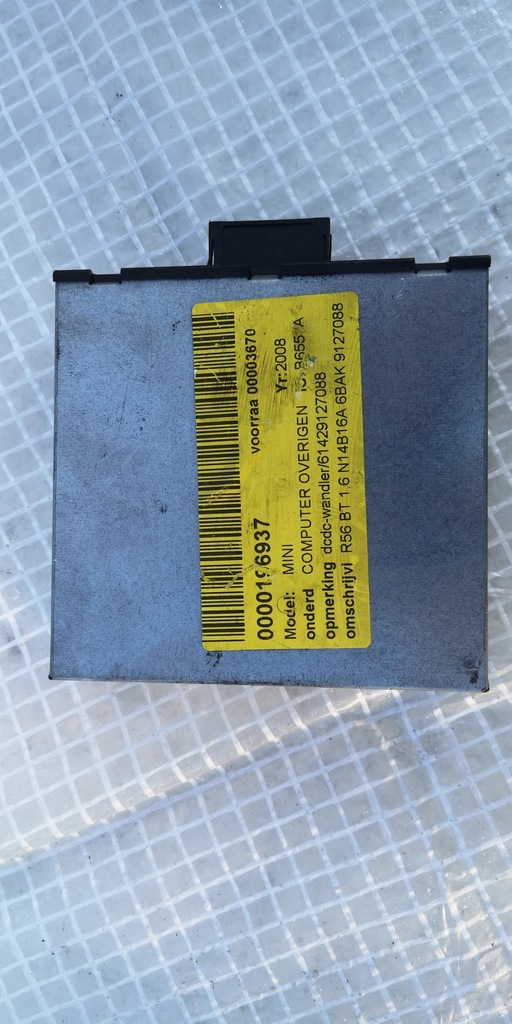 voorraa 00003670
0000196937
Model: MINI Yr: 2008
onderd COMPUTER OVERIGEN
opmerking dcdc-wandler/61429127088
omschrijvi R56 BT 1 6 N14B16A 6BAK 9127088